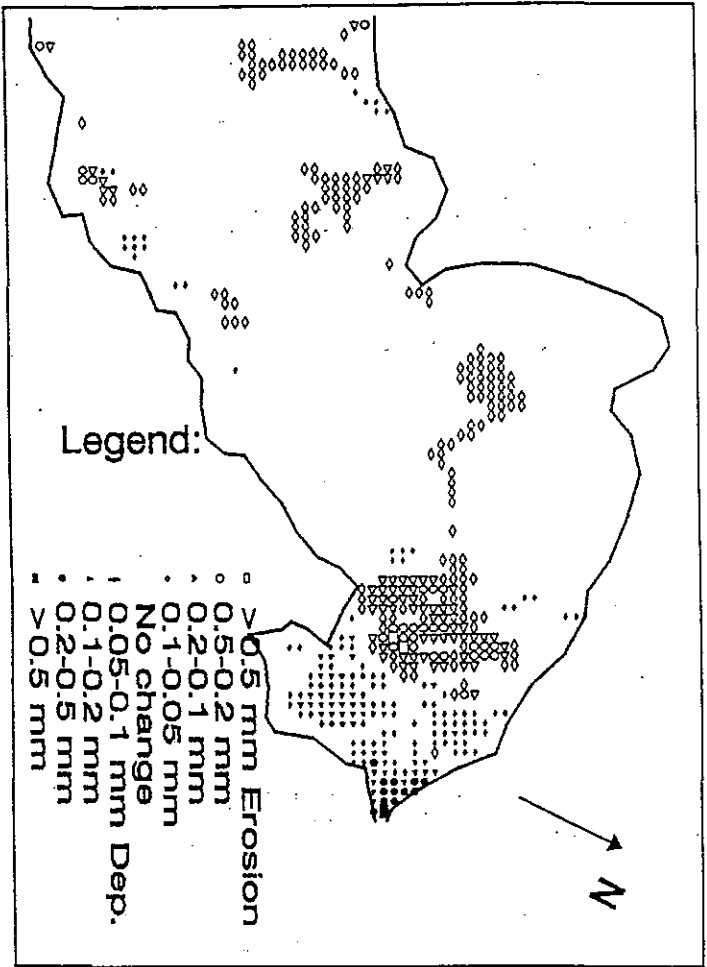 Legend:
>0.5 mm Erosion
0.5-0.2 mm
0.2-0.1 mm
0.1-0.05 mm
No change
0.05-0.1 mm Dep.
0.1-0.2 mm
0.2-0.5 mm
>0.5 mm
N